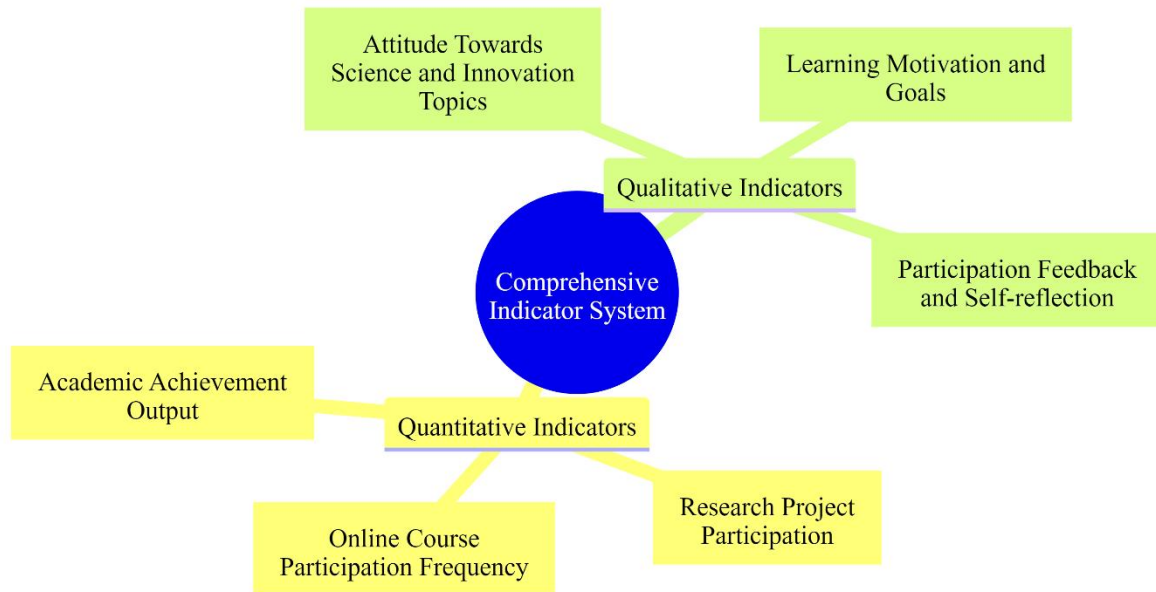 Attitude Towards
Science and Innovation
Topics
Learning Motivation and
Goals
Qualitative Indicators
Participation Feedback
and Self-reflection
Comprehensive
Indicator System
Academic Achievement
Output
Quantitative Indicators
Online Course
Participation Frequency
Research Project
Participation